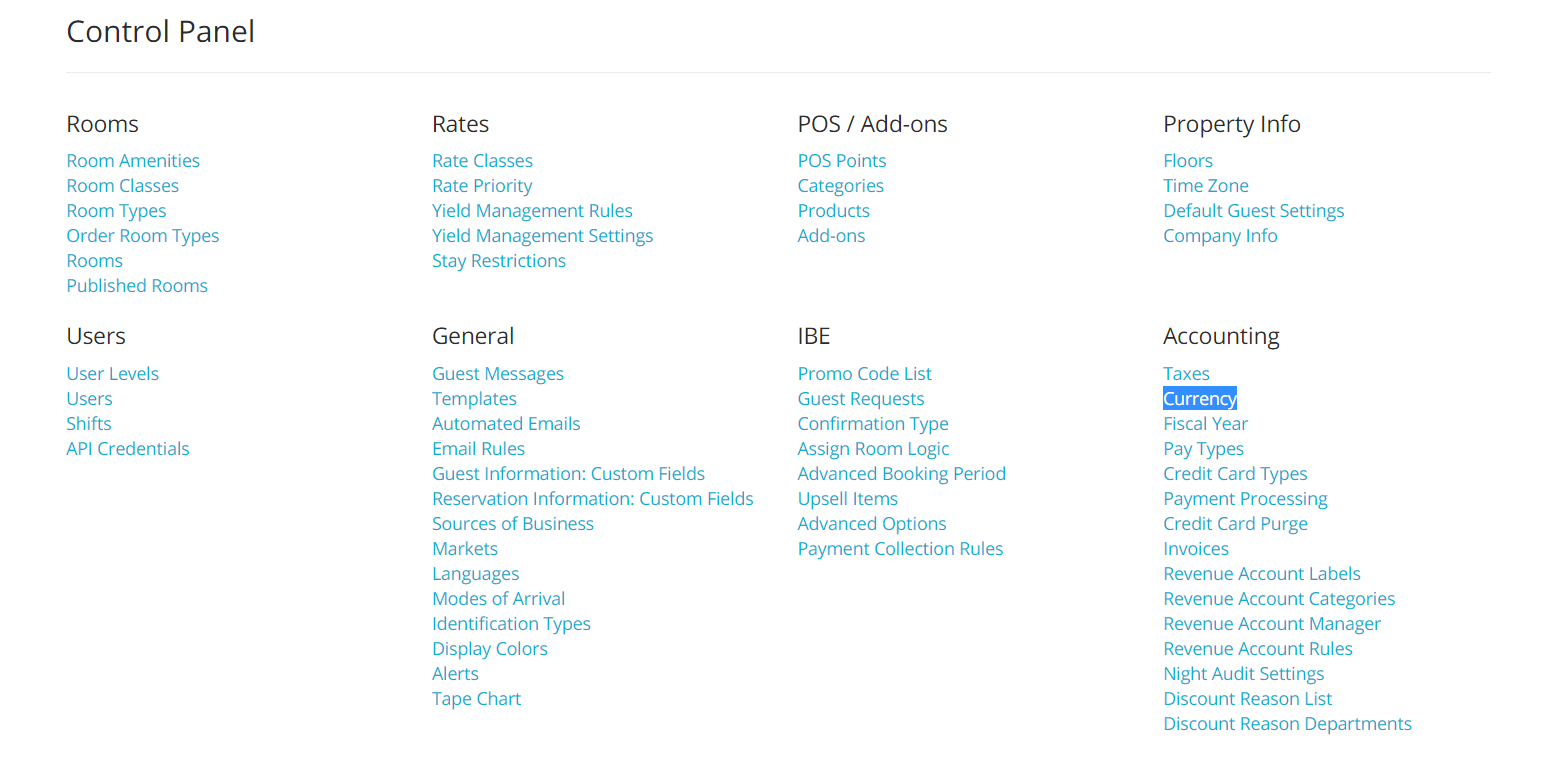 Control Panel
Rooms
Room Amenities
Room Classes
Room Types
Order Room Types
Rooms
Published Rooms
Rates
Rate Classes
Rate Priority
Yield Management Rules
Yield Management Settings
Stay Restrictions
POS / Add-ons
POS Points
Categories
Products
Add-ons
Property Info
Floors
Time Zone
Default Guest Settings
Company Info
Users
User Levels
Users
Shifts
API Credentials
General
Guest Messages
Templates
Automated Emails
Email Rules
Guest Information: Custom Fields
Reservation Information: Custom Fields
Sources of Business
Markets
Languages
Modes of Arrival
Identification Types
Display Colors
Alerts
Tape Chart
IBE
Promo Code List
Guest Requests
Confirmation Type
Assign Room Logic
Advanced Booking Period
Upsell Items
Advanced Options
Payment Collection Rules
Accounting
Taxes
Currency
Fiscal Year
Pay Types
Credit Card Types
Payment Processing
Credit Card Purge
Invoices
Revenue Account Labels
Revenue Account Categories
Revenue Account Manager
Revenue Account Rules
Night Audit Settings
Discount Reason List
Discount Reason Departments